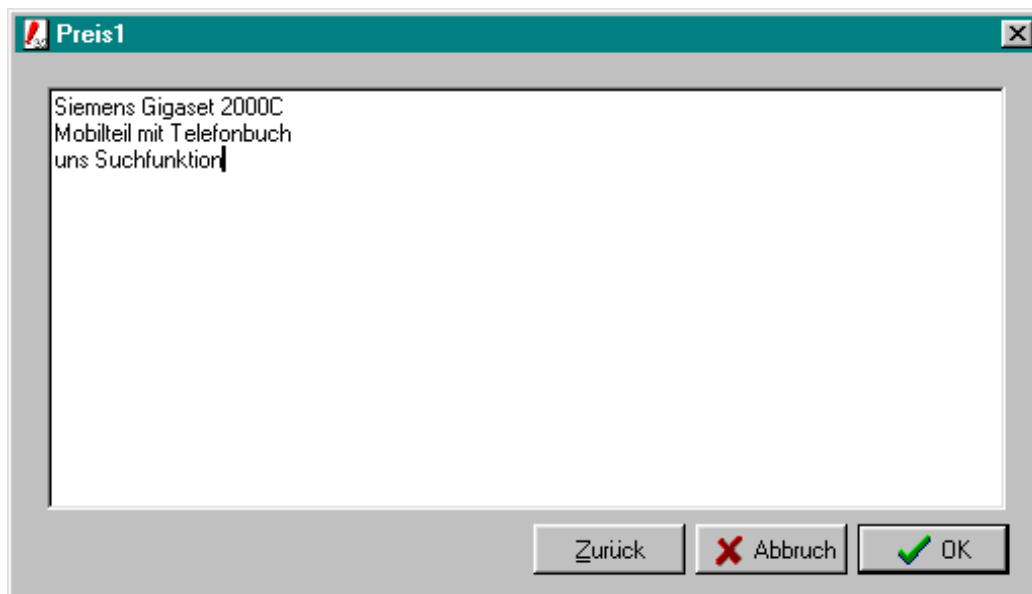 Preis1
Siemens Gigaset 2000C
Mobilteil mit Telefonbuch
uns Suchfunktion
Zurück
Abbruch
OK